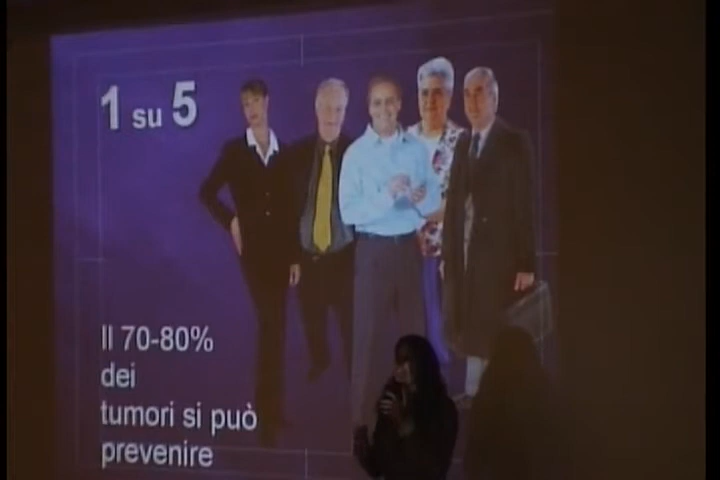 1 su 5
Il 70-80%
dei
tumori si può
prevenire